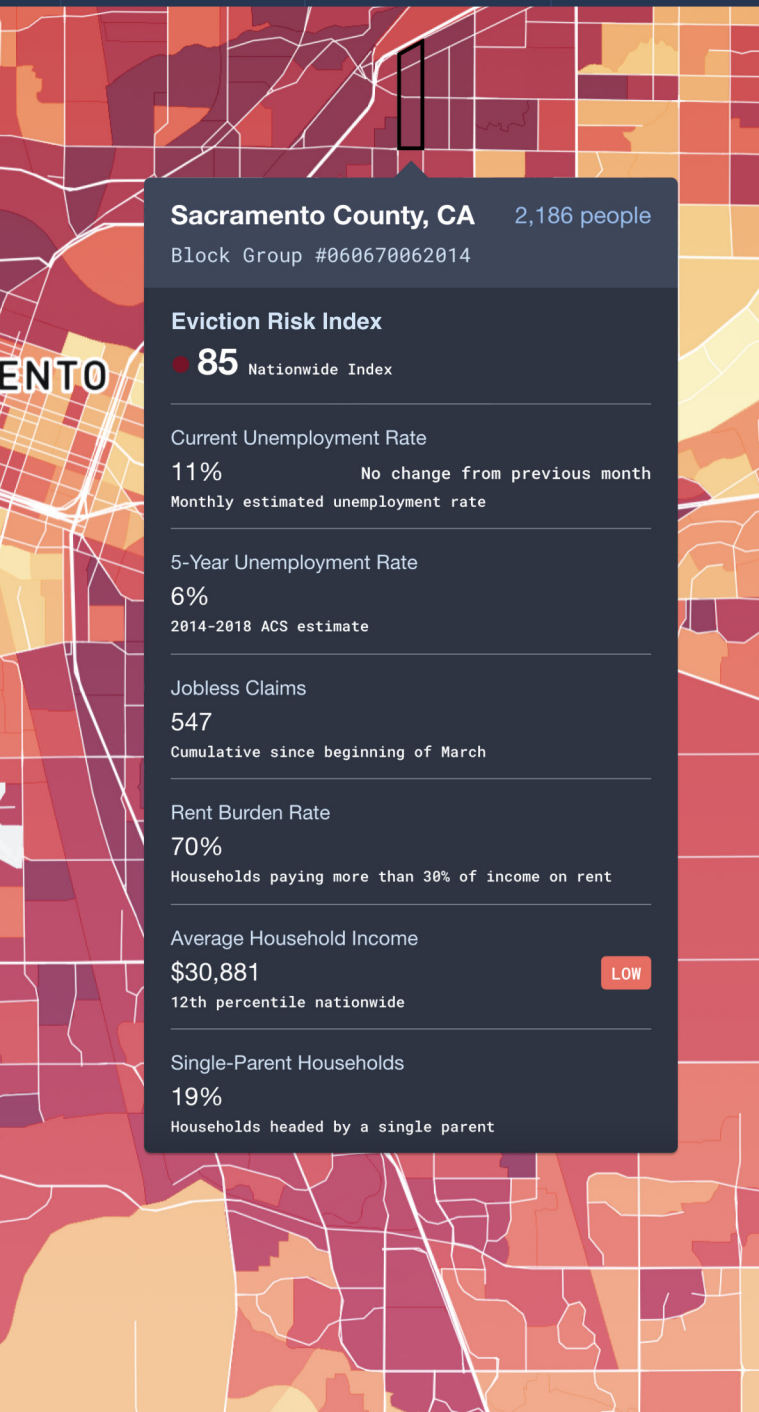 ENTO
Sacramento County, CA 2,186 people
Block Group #060670062014
Eviction Risk Index
85 Nationwide Index
Current Unemployment Rate
11% No change from previous month
Monthly estimated unemployment rate
5-Year Unemployment Rate
6%
2014-2018 ACS estimate
Jobless Claims
547
Cumulative since beginning of March
Rent Burden Rate
70%
Households paying more than 30% of income on rent
Average Household Income
$30,881 LOW
12th percentile nationwide
Single-Parent Households
19%
Households headed by a single parent